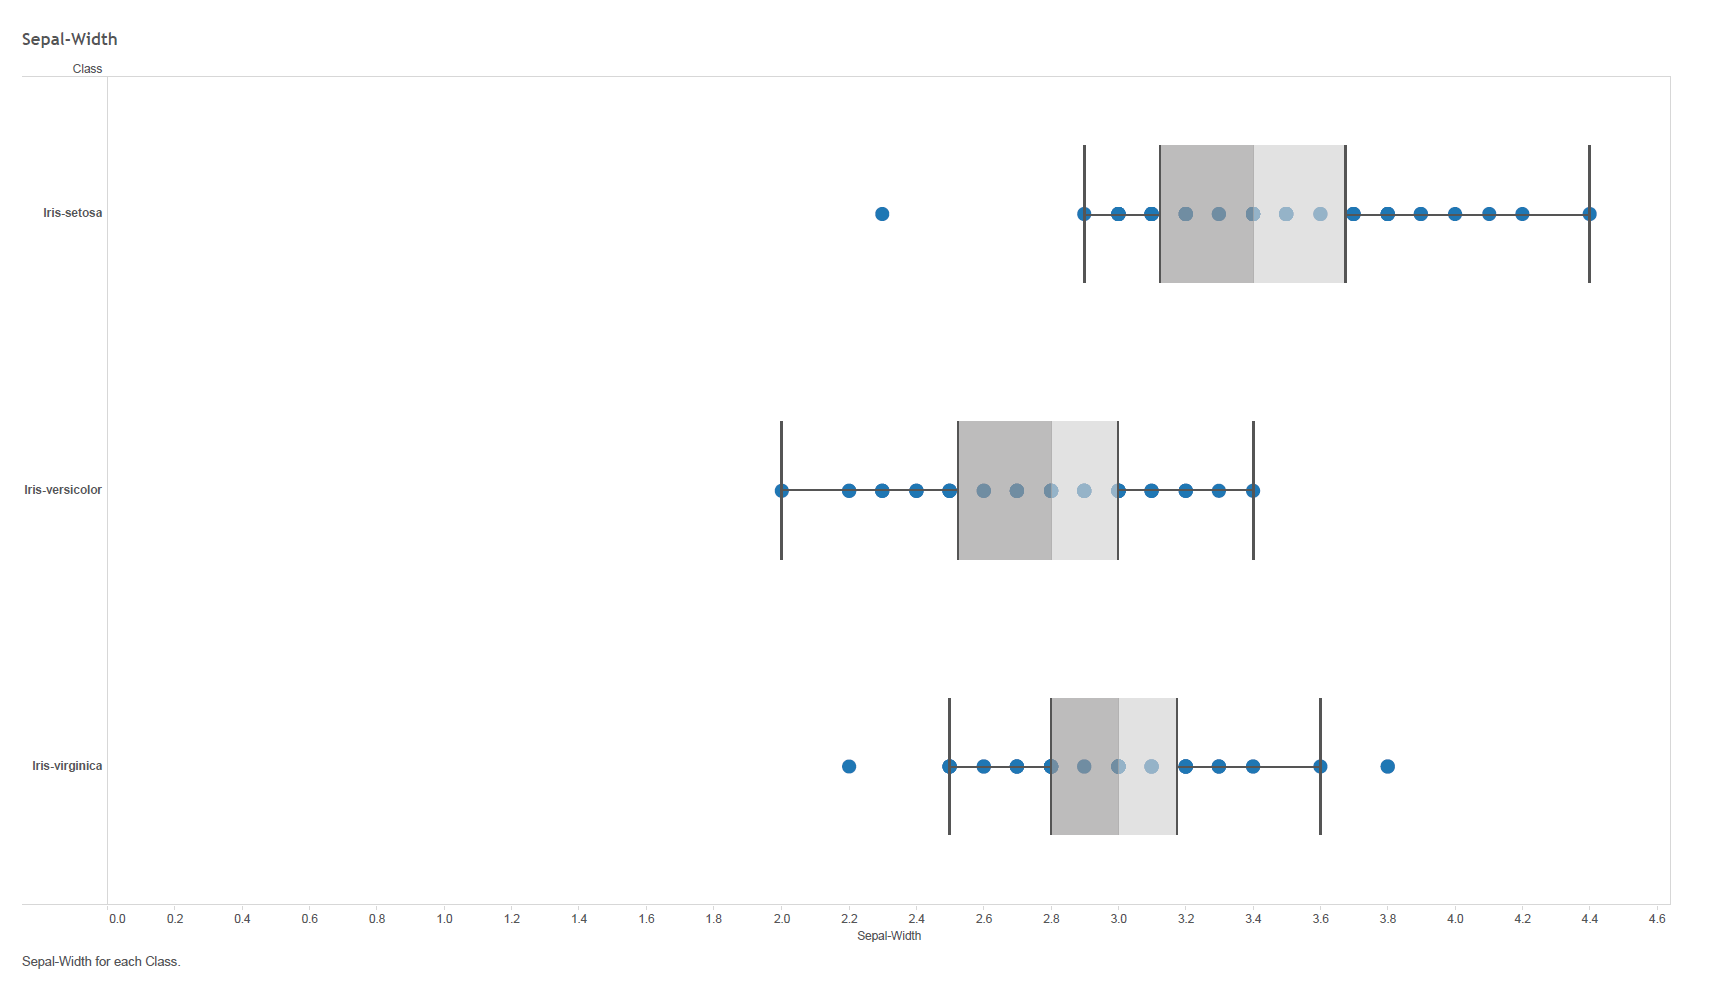 Sepal-Width
Class
Iris-setosa
Iris-versicolor
Iris-virginica
0.0 0.2 0.4 0.6 0.8 1.0 1.2 1.4 1.6 1.8 2.0 2.2 2.4 2.6 2.8 3.0 3.2 3.4 3.6 3.8 4.0 4.2 4.4 4.6
Sepal-Width
Sepal-Width for each Class.